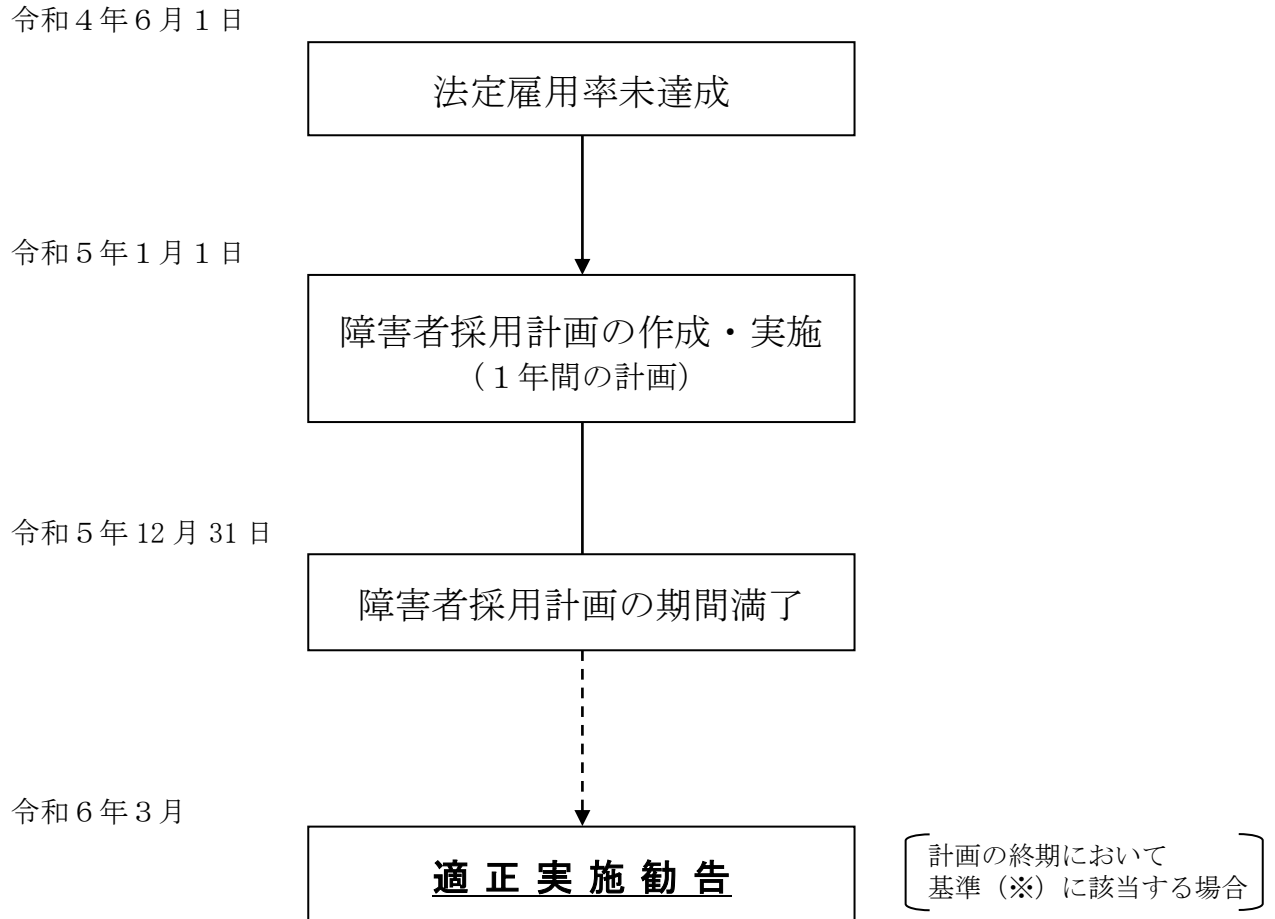 令和４年６月１日
法定雇用率未達成
令和５年１月１日
障害者採用計画の作成・実施
（１年間の計画）
令和５年 12 月 31 日
障害者採用計画の期間満了
令和６年３月
適 正 実 施 勧 告
計画の終期において
基準（※）に該当する場合